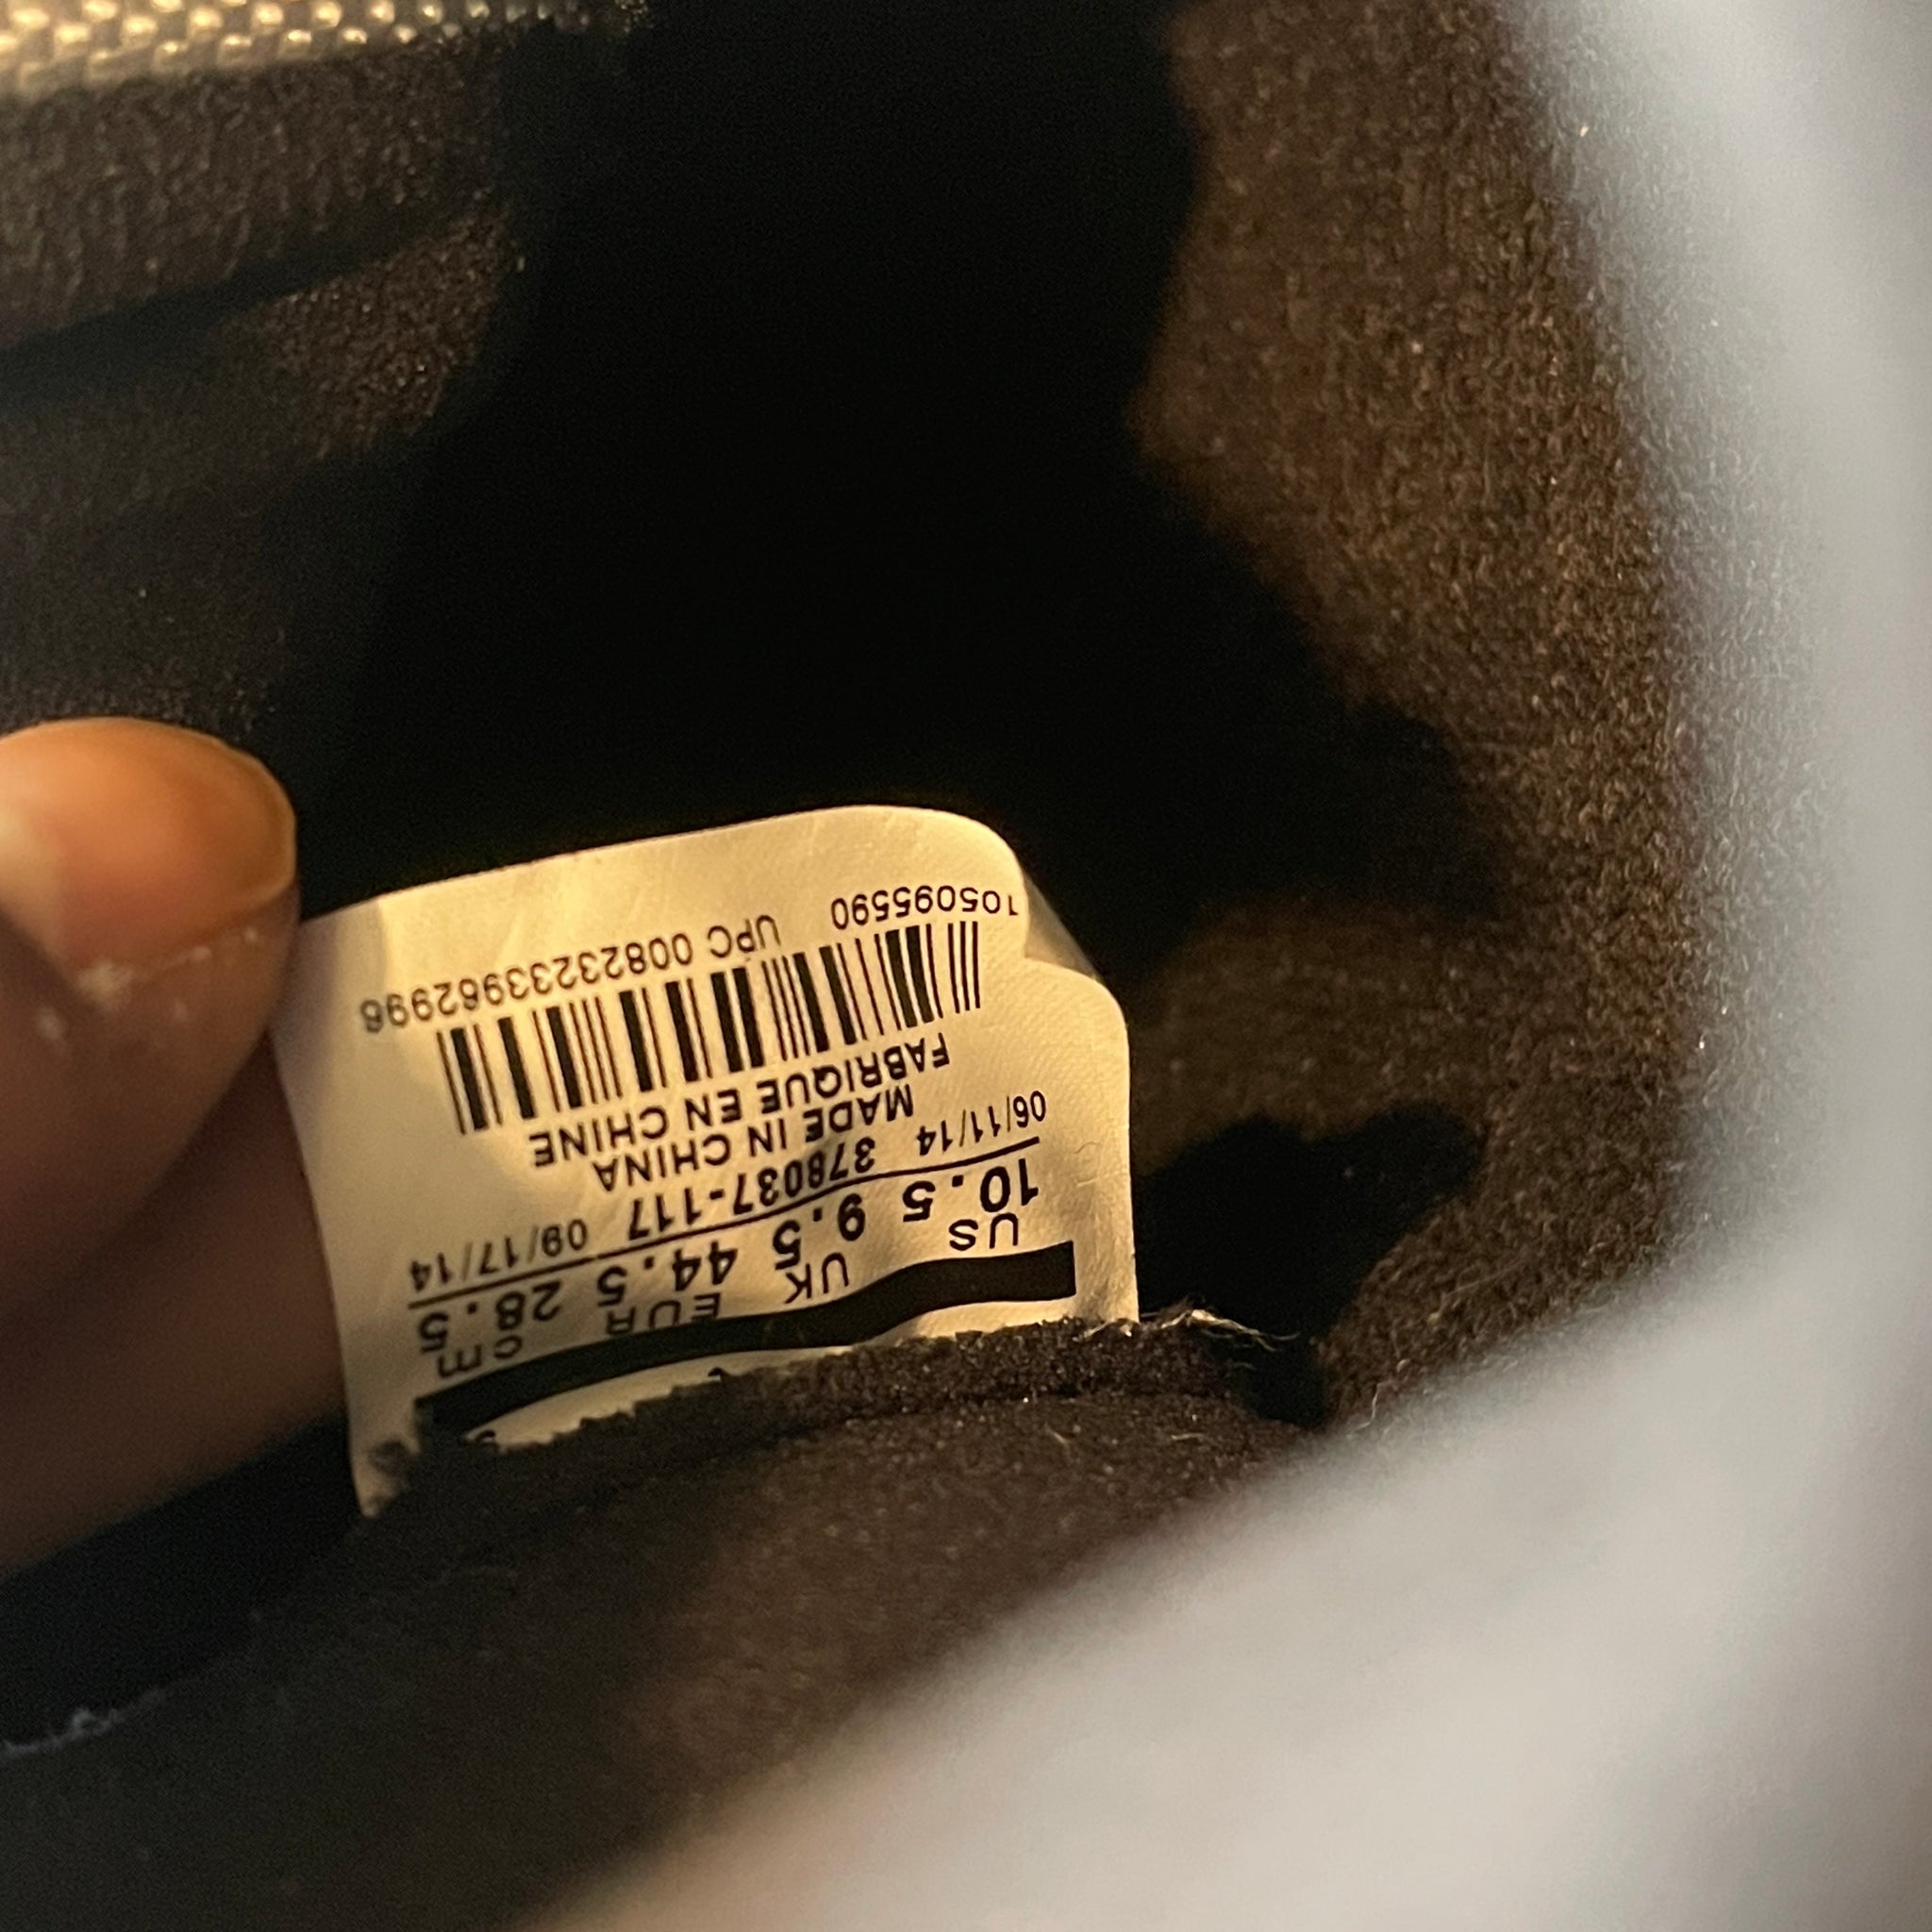 US UK EUR cm
10.5 9.5 44.5 28.5
06/11/14 378037-117 09/17/14
MADE IN CHINA
FABRIQUE EN CHINE
105095590 UPC 00823233962996